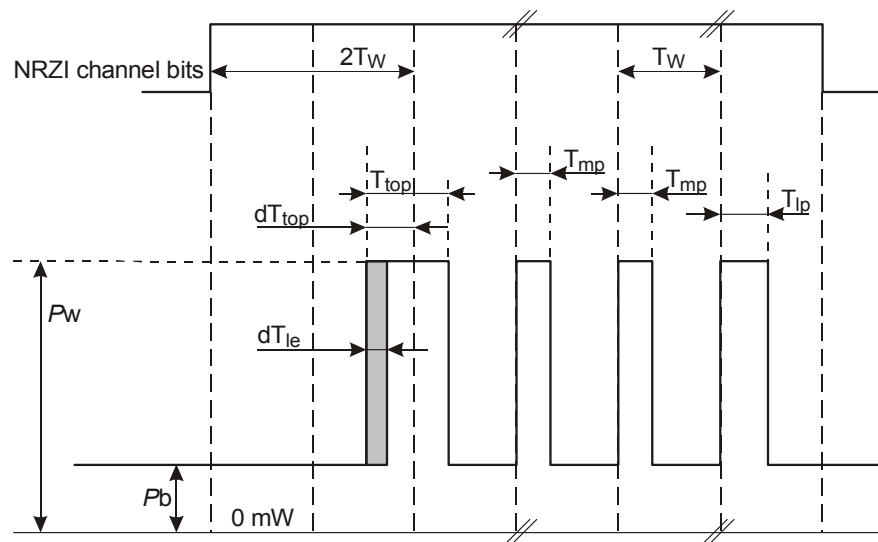 2TW
TW
NRZI channel bits
Tmp
Ttop
Tmp
Tlp
dTtop
Pw
dTle
Pb
0 mW